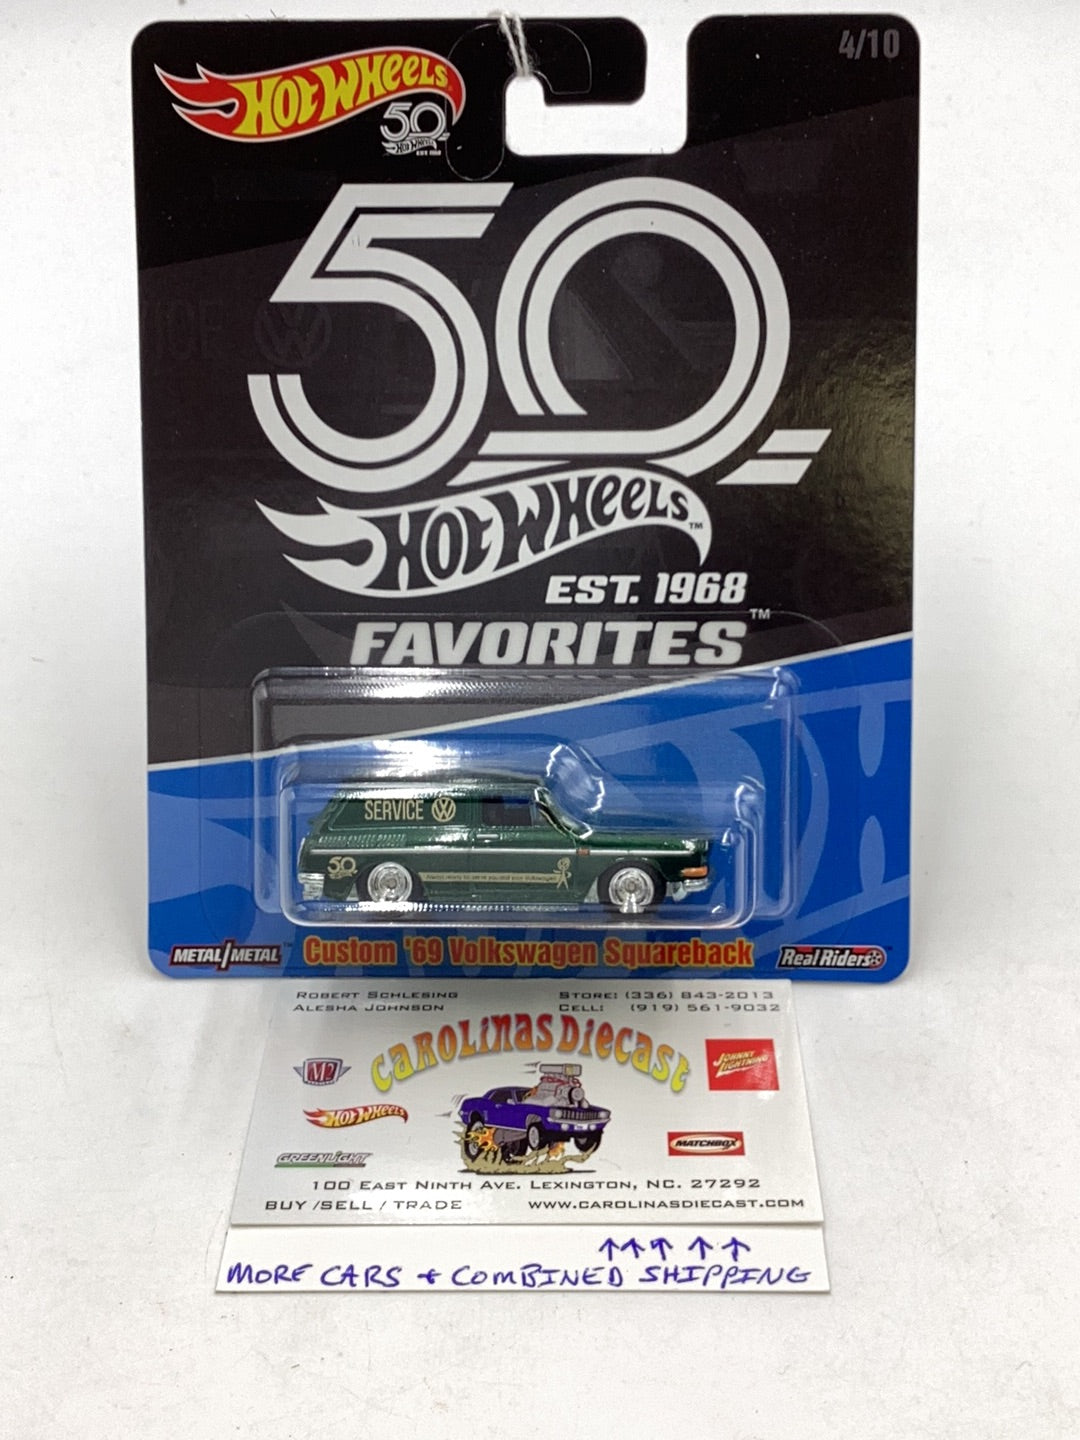 HOT WHEELS
4/10
50
HOT WHEELS
EST. 1968
50
HOT WHEELS™
EST. 1968
FAVORITES™
SERVICE
50
METAL/METAL™
Custom '69 Volkswagen Squareback
Real Riders
ROBERT SCHLESING
STORE: (336) 843-2013
ALESHA JOHNSON
CELL: (919) 561-9032
CAROLINAS DIECAST
M2
JOHNNY LIGHTNING
HOT WHEELS
MATCHBOX
GREENLIGHT
100 EAST NINTH AVE. LEXINGTON, NC. 27292
BUY /SELL / TRADE
WWW.CAROLINASDIECAST.COM
↑↑↑ ↑ ↑
MORE CARS + COMBINED SHIPPING